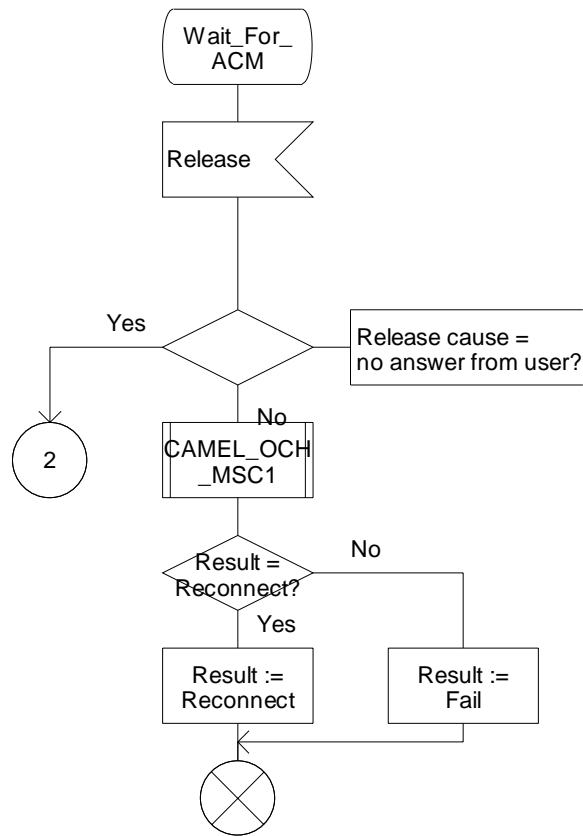 Wait_For_
ACM
Release
Yes
Release cause =
no answer from user?
2
No
CAMEL_OCH
_MSC1
Result =
Reconnect?
No
Yes
Result :=
Reconnect
Result :=
Fail